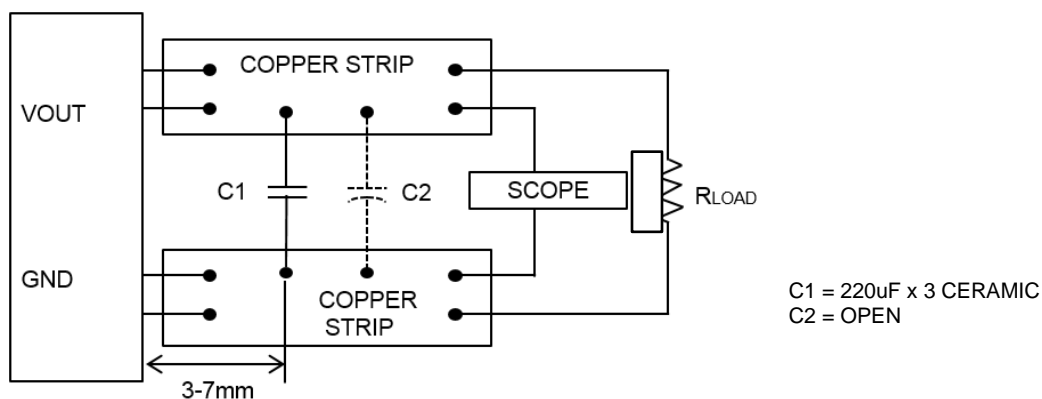 COPPER STRIP
VOUT
C1
C2
SCOPE
RLOAD
GND
COPPER
STRIP
C1 = 220uF x 3 CERAMIC
C2 = OPEN
3-7mm